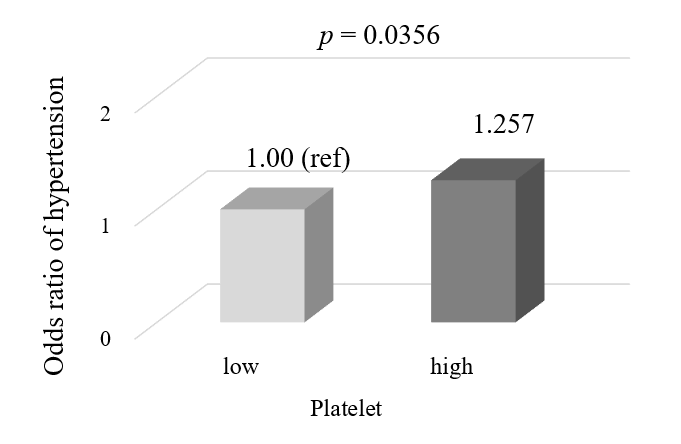 p = 0.0356
Odds ratio of hypertension
2
1
0
1.00 (ref)
1.257
low
high
Platelet